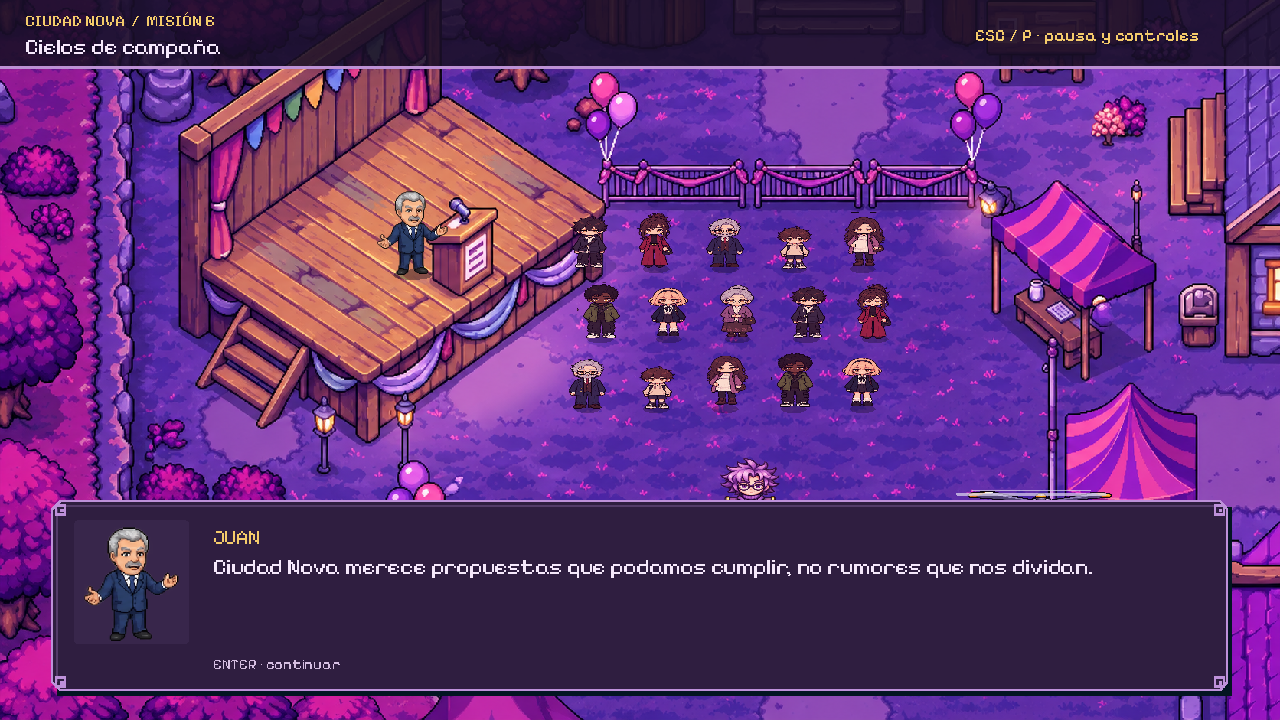 CIUDAD NOVA / MISIÓN 6
Cielos de campaña
ESC / P · pausa y controles
JUAN
Ciudad Nova merece propuestas que podamos cumplir, no rumores que nos dividan.
ENTER · continuar